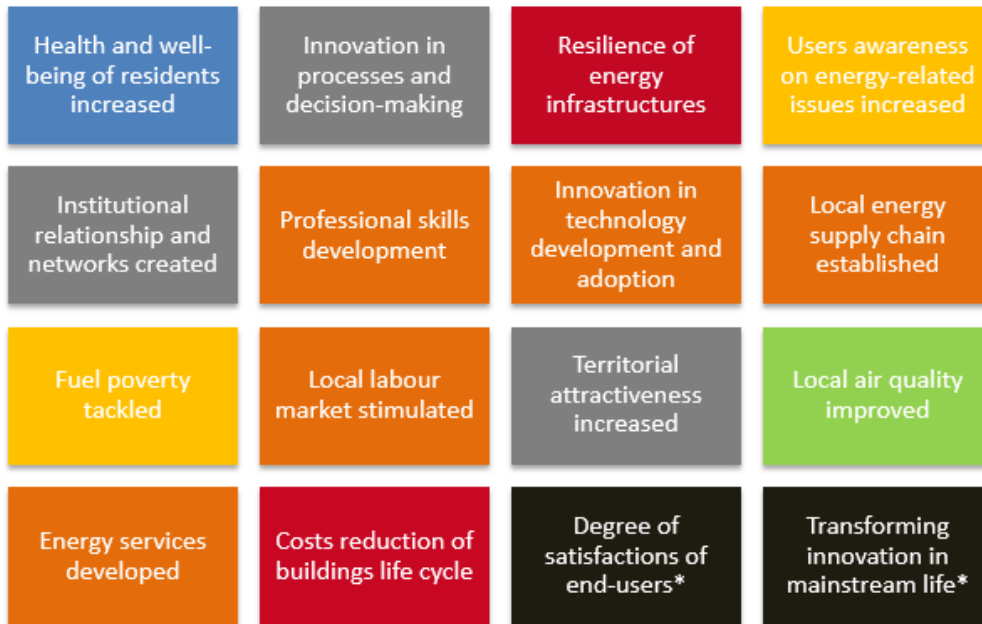 Health and well-
being of residents
increased
Innovation in
processes and
decision-making
Resilience of
energy
infrastructures
Users awareness
on energy-related
issues increased
Institutional
relationship and
networks created
Professional skills
development
Innovation in
technology
development and
adoption
Local energy
supply chain
established
Fuel poverty
tackled
Local labour
market stimulated
Territorial
attractiveness
increased
Local air quality
improved
Energy services
developed
Costs reduction of
buildings life cycle
Degree of
satisfactions of
end-users*
Transforming
innovation in
mainstream life*